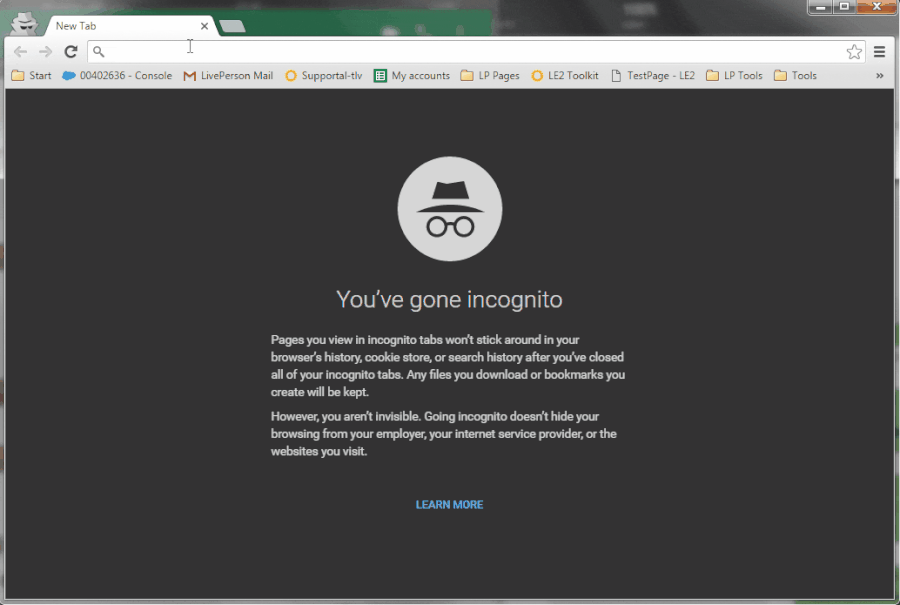 New Tab
Start 00402636 - Console LivePerson Mail Supportal-tlv My accounts LP Pages LE2 Toolkit TestPage - LE2 LP Tools Tools »
You've gone incognito
Pages you view in incognito tabs won't stick around in your
browser's history, cookie store, or search history after you've closed
all of your incognito tabs. Any files you download or bookmarks you
create will be kept.
However, you aren't invisible. Going incognito doesn't hide your
browsing from your employer, your internet service provider, or the
websites you visit.
LEARN MORE